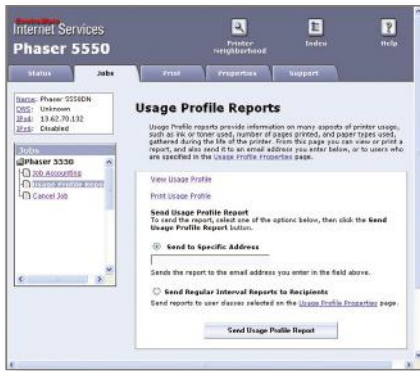 CentreWare
Internet Services
Phaser 5550
Printer Neighborhood
Index
Help
Status
Jobs
Print
Properties
Support
Name: Phaser 5550DN
DNS: Unknown
IPv4: 13.62.70.132
IPv6: Disabled
Jobs
Phaser 5550
Job Accounting
Usage Profile Repor
Cancel Job
Usage Profile Reports
Usage Profile reports provide information on many aspects of printer usage,
such as ink or toner used, number of pages printed, and paper types used,
gathered during the life of the printer. From this page you can view or print a
report, and also send it to an email address you enter below, or to users who
are specified in the Usage Profile Properties page.
View Usage Profile
Print Usage Profile
Send Usage Profile Report
To send the report, select one of the options below, then click the Send
Usage Profile Report button.
Send to Specific Address
Sends the report to the email address you enter in the field above.
Send Regular Interval Reports to Recipients
Send reports to user classes selected on the Usage Profile Properties page.
Send Usage Profile Report